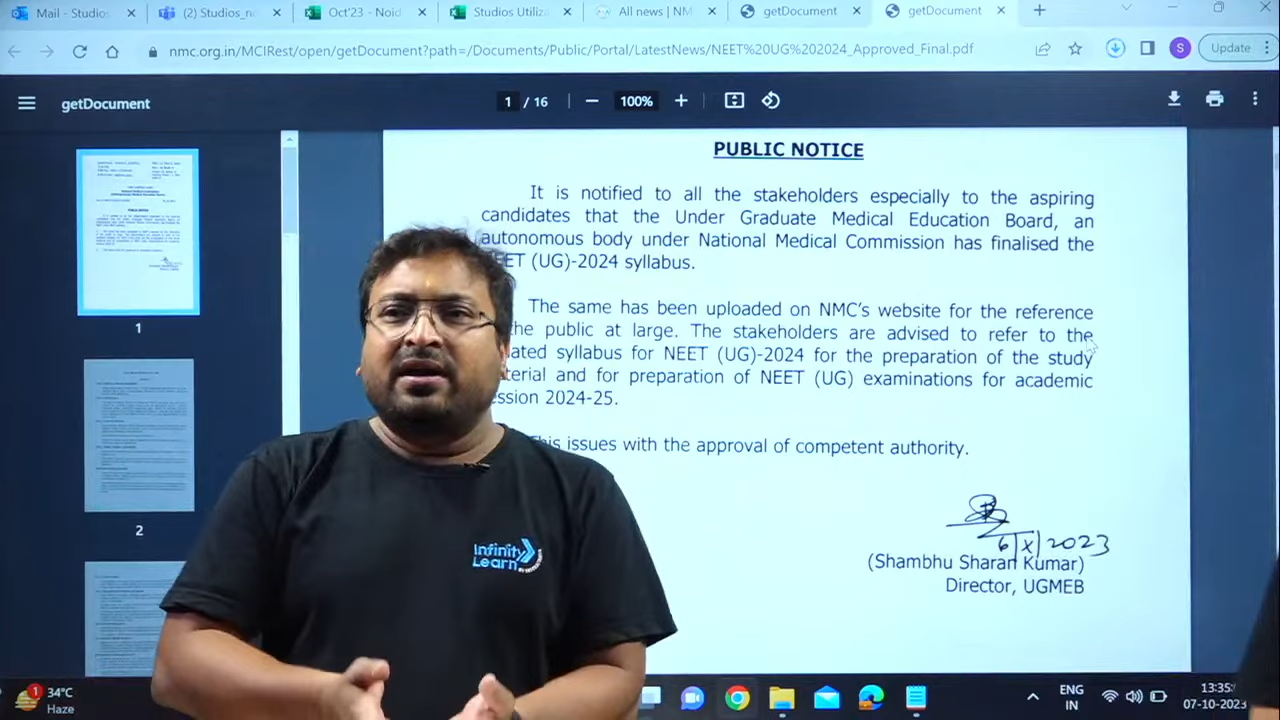 Mail - Studios
(2) Studios_n
Oct'23 - Noid
Studios Utiliz
All news | NM
getDocument
getDocument
nmc.org.in/MCIRest/open/getDocument?path=/Documents/Public/Portal/LatestNews/NEET%20UG%202024_Approved_Final.pdf
S
Update
getDocument
1 / 16
100%
PUBLIC NOTICE
It notified to all the stakeholders especially to the aspiring
candidates that the Under Graduate Medical Education Board, an
autonomous body under National Medical Commission has finalised the
(UG)-2024 syllabus.
The same has been uploaded on NMC's website for the reference
the public at large. The stakeholders are advised to refer to the
syllabus for NEET (UG)-2024 for the preparation of the study
and for preparation of NEET (UG) examinations for academic
2024-25.
issues with the approval of competent authority.
6/X/2023
(Shambhu Sharan Kumar)
Director, UGMEB
1
2
Infinity
Learn
1
34°C
Haze
ENG
IN
13:35
07-10-2023